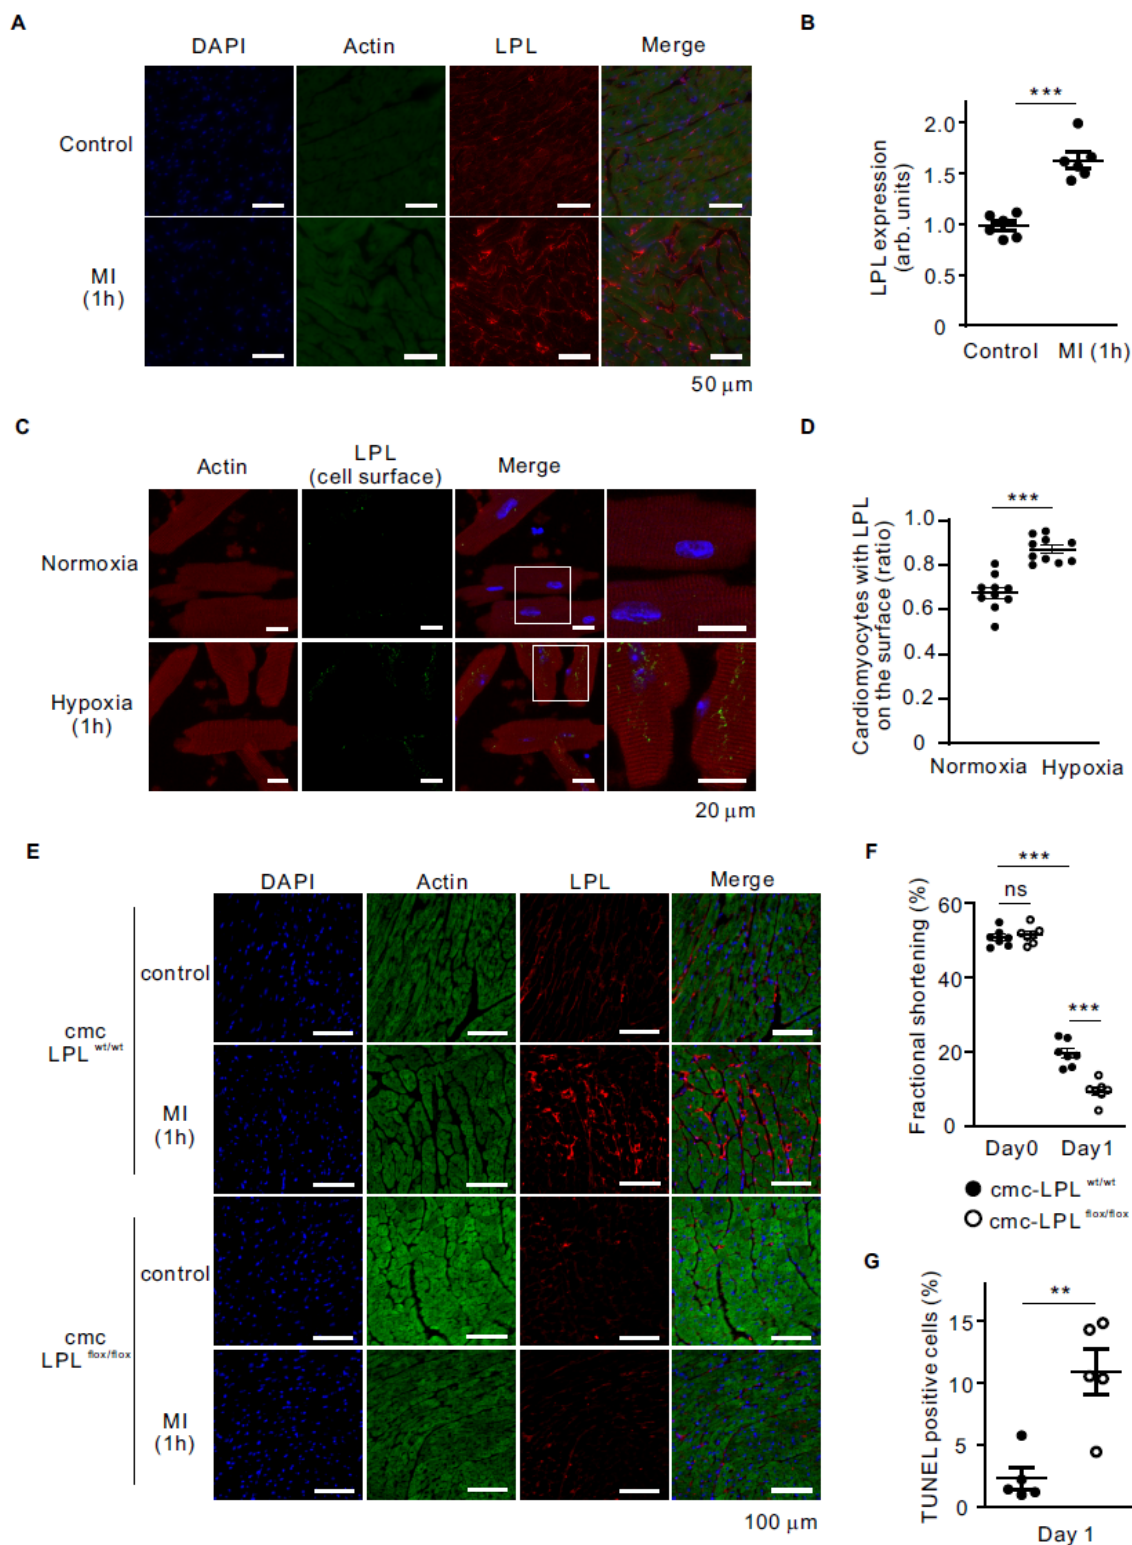 A
DAPI Actin LPL Merge
Control
MI
(1h)
50 μm
B
***
LPL expression
(arb. units)
2.0
1.5
1.0
0.5
0
Control MI (1h)
C
Actin LPL
(cell surface) Merge
Normoxia
Hypoxia
(1h)
20 μm
D
***
Cardiomyocytes with LPL
on the surface (ratio)
1.0
0.8
0.6
0.4
0.2
0
Normoxia Hypoxia
E
DAPI Actin LPL Merge
cmc
LPL wt/wt
control
MI
(1h)
cmc
LPL flox/flox
control
MI
(1h)
100 μm
F
***
ns
***
Fractional shortening (%)
60
40
20
0
Day0 Day1
cmc-LPL wt/wt
cmc-LPL flox/flox
G
**
TUNEL positive cells (%)
15
10
5
0
Day 1